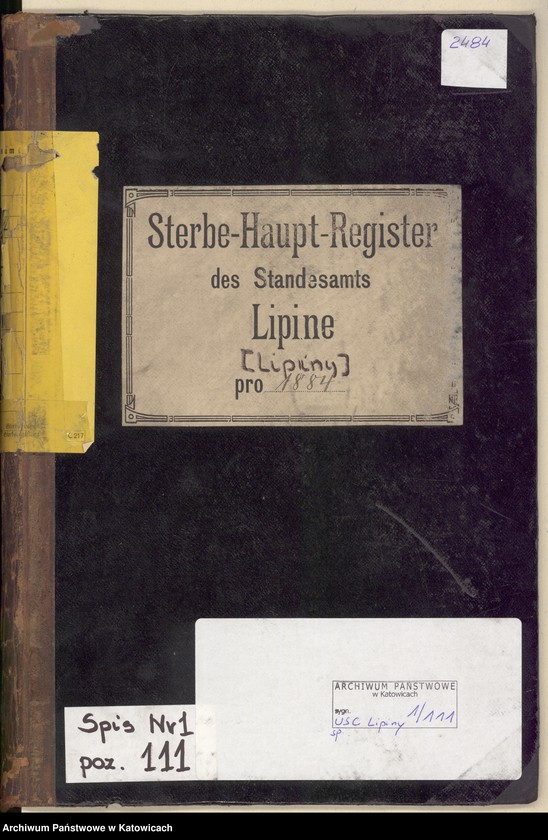 2484
Sterbe-Haupt-Register
des Standesamts
Lipine
[Lipiny]
pro 1884
ARCHIWUM PAŃSTWOWE
w Katowicach
sygn. 1/111
USC Lipiny
sp.
Spis Nr1
poz. 111
Archiwum Państwowe w Katowicach